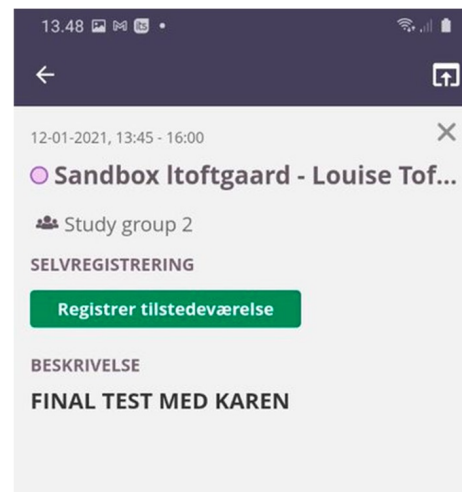 13.48
its
12-01-2021, 13:45 - 16:00
Sandbox ltoftgaard - Louise Tof...
Study group 2
SELVREGISTRERING
Registrer tilstedeværelse
BESKRIVELSE
FINAL TEST MED KAREN